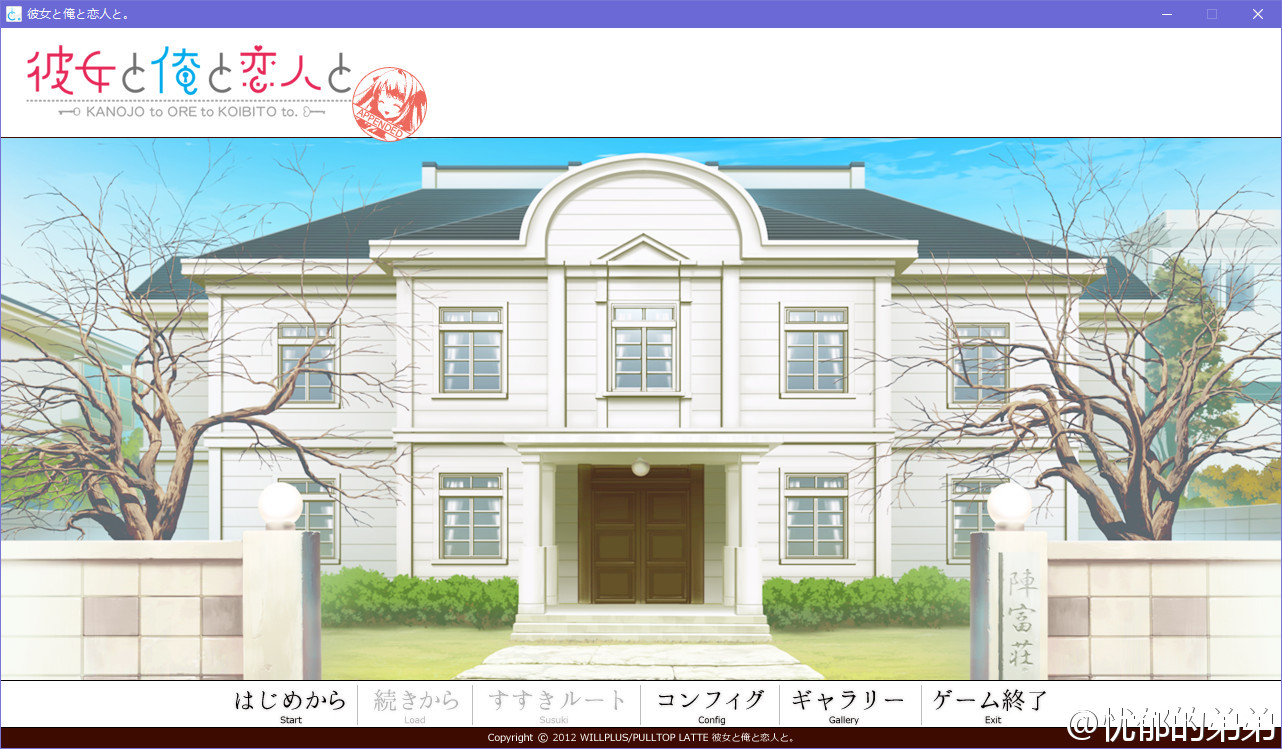 彼女と俺と恋人と。
彼女と俺と恋人と
KANOJO to ORE to KOIBITO to.
APPENDED
陣富荘
はじめから
Start
続きから
Load
すすきルート
Susuki
コンフィグ
Config
ギャラリー
Gallery
ゲーム終了
Exit
Copyright © 2012 WILLPLUS/PULLTOP LATTE 彼女と俺と恋人と。
@忧郁的弟弟